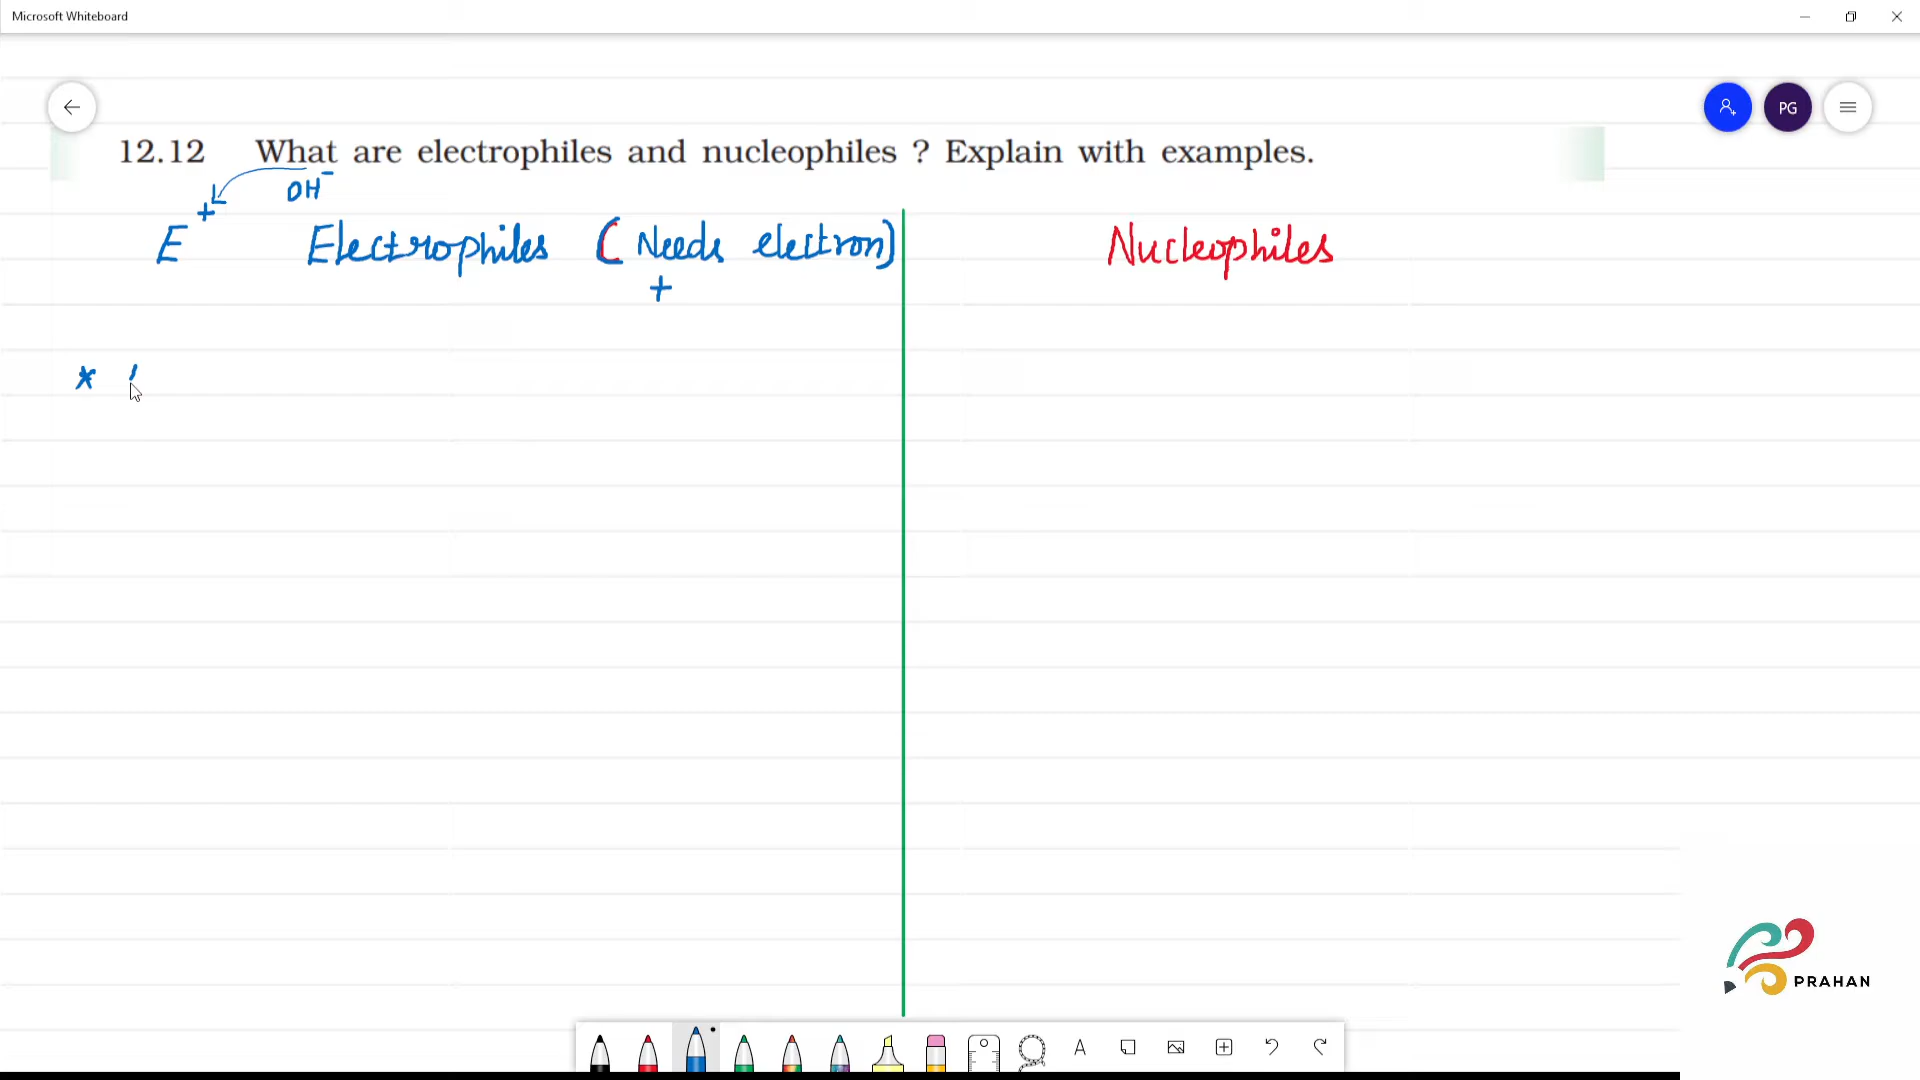 Microsoft Whiteboard
PG
12.12 What are electrophiles and nucleophiles ? Explain with examples.
OH⁻
E⁺ Electrophiles (Needs electron) Nucleophiles
+
*
PRAHAN
A